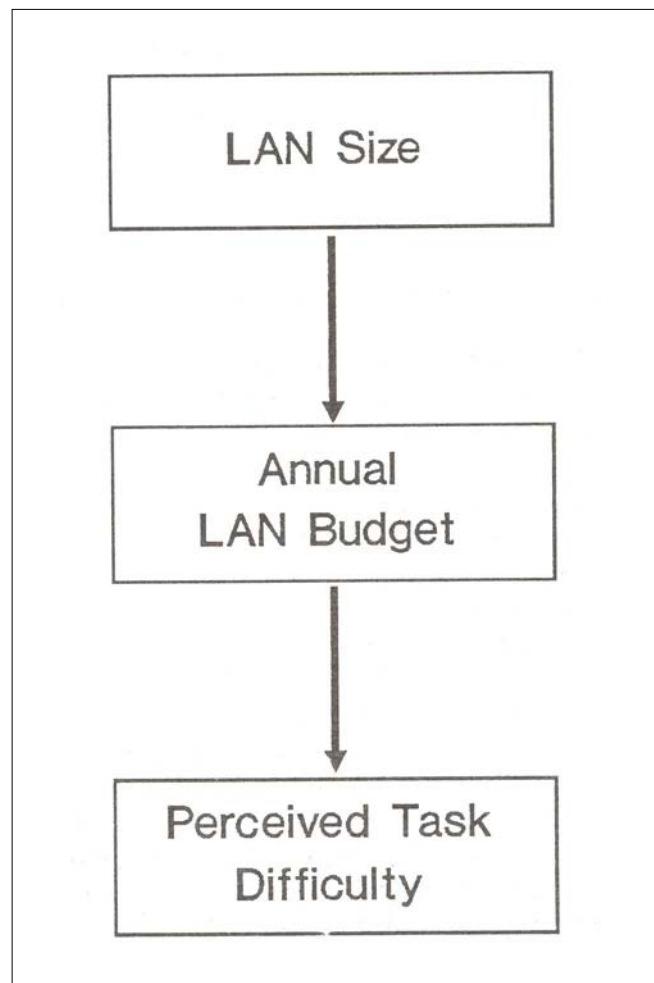 LAN Size
Annual
LAN Budget
Perceived Task
Difficulty